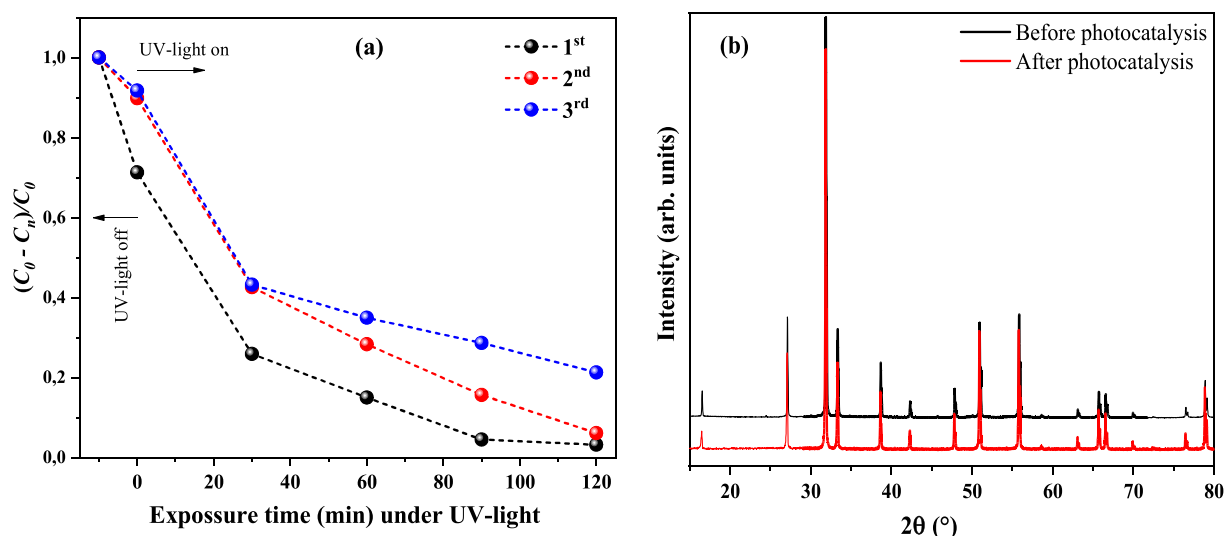 (a)
UV-light on
1st
2nd
3rd
1,0
0,8
0,6
0,4
0,2
0,0
(C0 - Cn)/C0
UV-light off
0
20
40
60
80
100
120
Expossure time (min) under UV-light
(b)
Before photocatalysis
After photocatalysis
Intensity (arb. units)
20
30
40
50
60
70
80
2θ (°)